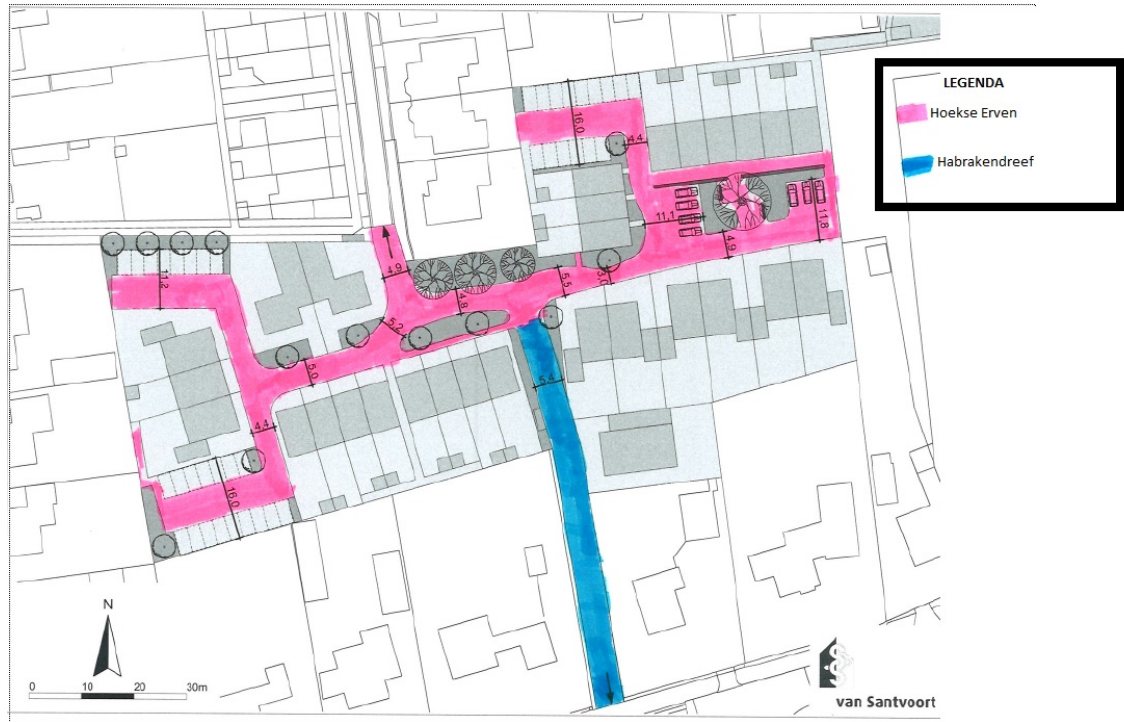 LEGENDA
Hoekse Erven
Habrakendreef
16,0
4,4
11,1
11,8
4,9
11,2
4,9
4,8
5,5
3,0
5,2
5,0
5,4
4,4
16,0
N
0 10 20 30m
van Santvoort